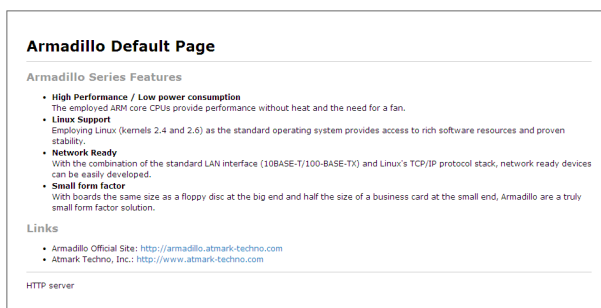 Armadillo Default Page
Armadillo Series Features
• High Performance / Low power consumption
The employed ARM core CPUs provide performance without heat and the need for a fan.
• Linux Support
Employing Linux (kernels 2.4 and 2.6) as the standard operating system provides access to rich software resources and proven
stability.
• Network Ready
With the combination of the standard LAN interface (10BASE-T/100-BASE-TX) and Linux's TCP/IP protocol stack, network ready devices
can be easily developed.
• Small form factor
With boards the same size as a floppy disc at the big end and half the size of a business card at the small end, Armadillo are a truly
small form factor solution.
Links
• Armadillo Official Site: http://armadillo.atmark-techno.com
• Atmark Techno, Inc.: http://www.atmark-techno.com
HTTP server